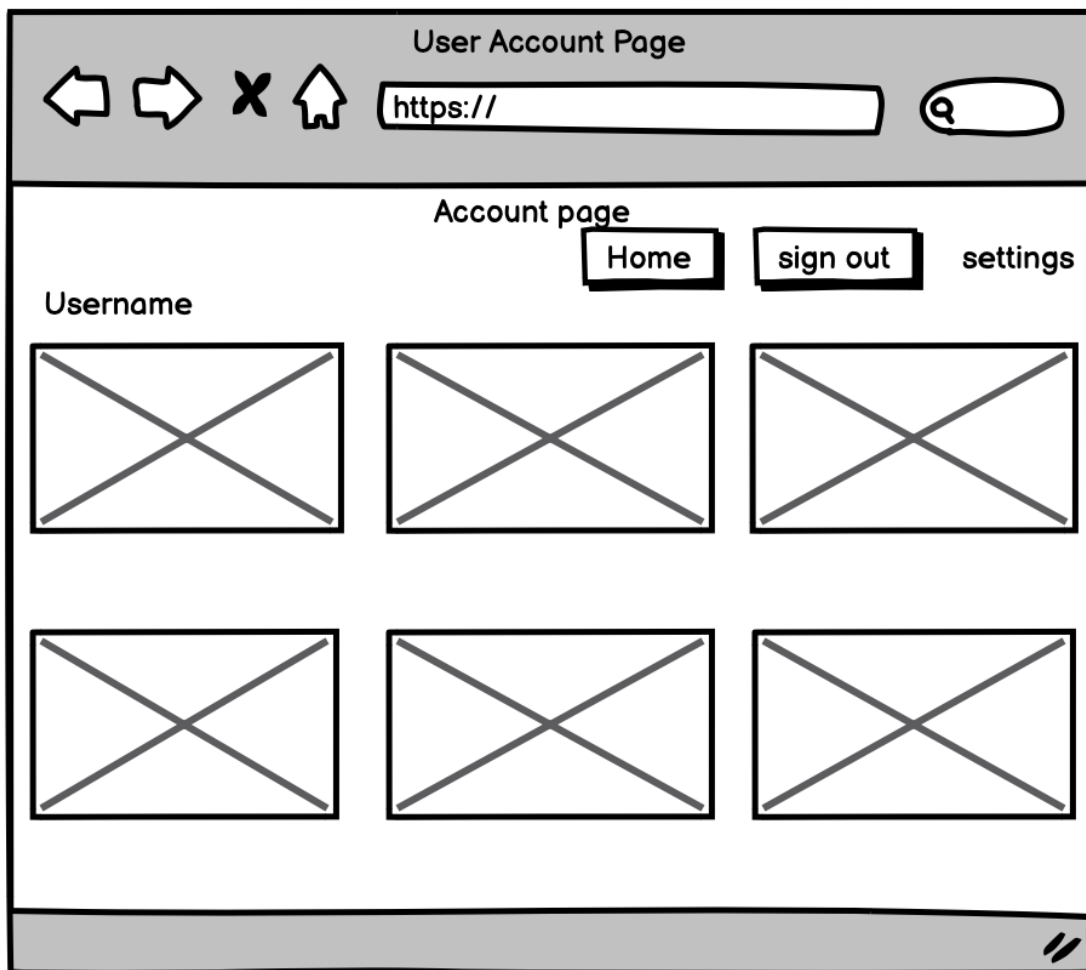 User Account Page
https://
Account page
Home sign out settings
Username